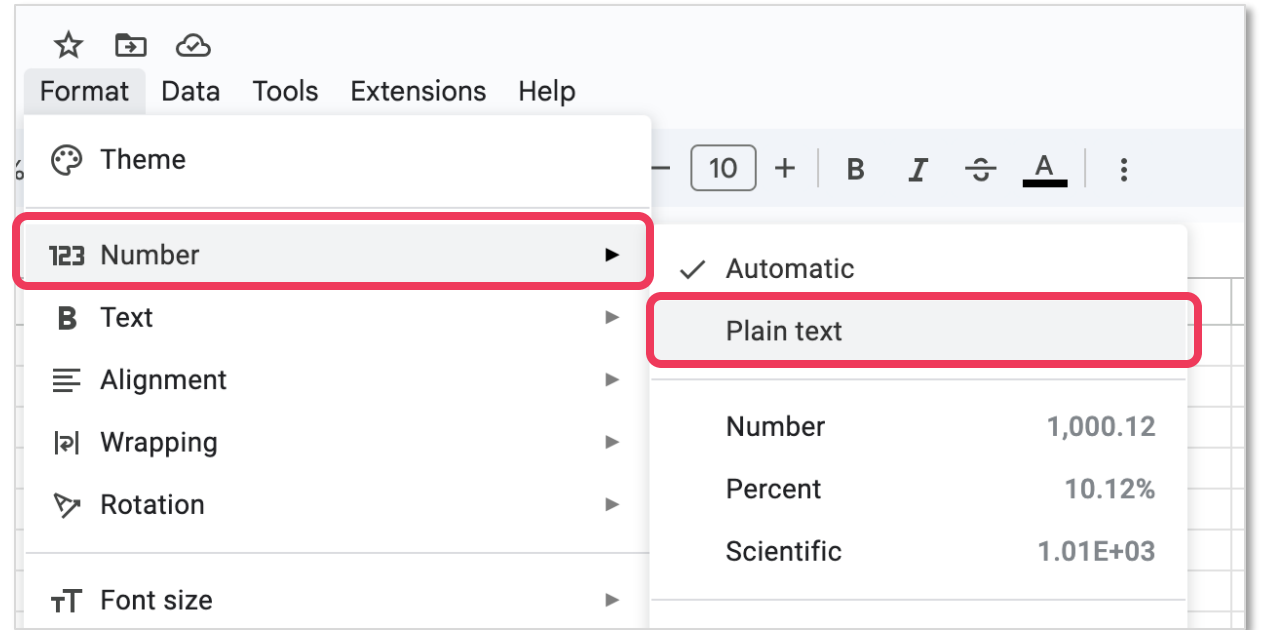 Format Data Tools Extensions Help
Theme
10 B I S A
123 Number
Automatic
B Text
Plain text
Alignment
Number 1,000.12
Wrapping
Percent 10.12%
Rotation
Scientific 1.01E+03
TT Font size